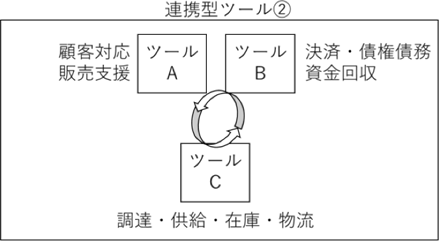 連携型ツール②
顧客対応
販売支援
ツール
A
ツール
B
決済・債権債務
資金回収
ツール
C
調達・供給・在庫・物流